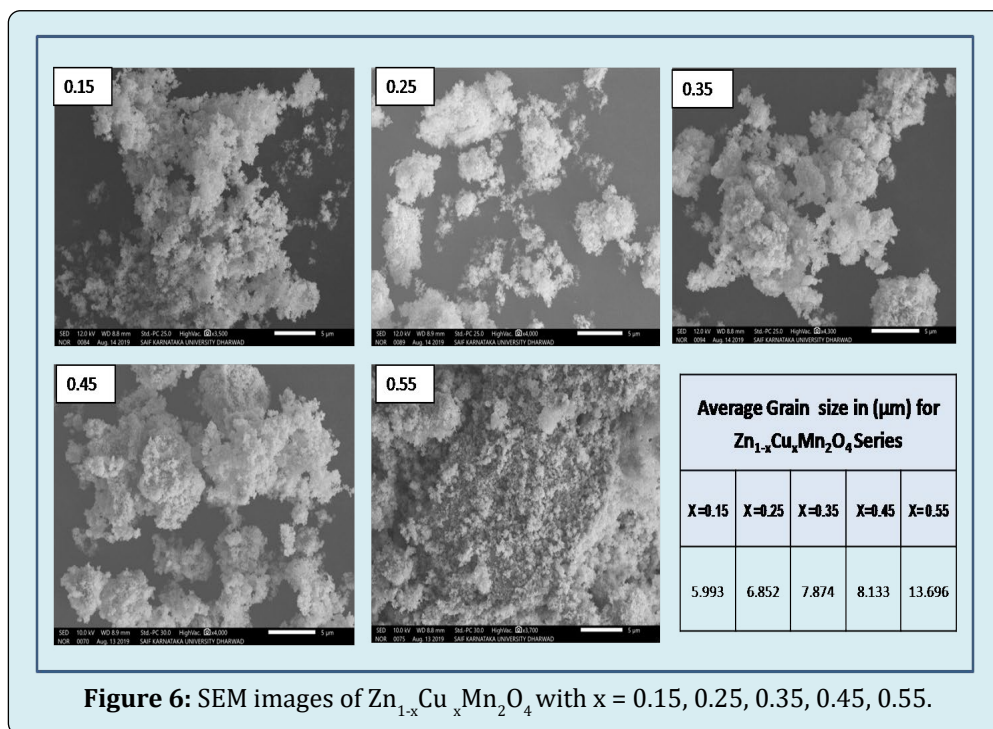 0.15
SED 12.0 kV WD 8.8 mm Std.-PC 25.0 HighVac. x3,500 5 µm
NOR 0084 Aug. 14 2019 SAIF KARNATAKA UNIVERSITY DHARWAD
0.25
SED 12.0 kV WD 8.9 mm Std.-PC 25.0 HighVac. x4,000 5 µm
NOR 0089 Aug. 14 2019 SAIF KARNATAKA UNIVERSITY DHARWAD
0.35
SED 12.0 kV WD 8.8 mm Std.-PC 25.0 HighVac. x4,300 5 µm
NOR 0094 Aug. 14 2019 SAIF KARNATAKA UNIVERSITY DHARWAD
0.45
SED 10.0 kV WD 8.9 mm Std.-PC 30.0 HighVac. x4,000 5 µm
NOR 0070 Aug. 13 2019 SAIF KARNATAKA UNIVERSITY DHARWAD
0.55
SED 10.0 kV WD 8.8 mm Std.-PC 30.0 HighVac. x3,700 5 µm
NOR 0075 Aug. 13 2019 SAIF KARNATAKA UNIVERSITY DHARWAD
Average Grain size in (µm) for
Zn₁₋ₓCuₓMn₂O₄ Series
X=0.15 X=0.25 X=0.35 X=0.45 X=0.55
5.993 6.852 7.874 8.133 13.696
Figure 6: SEM images of Zn₁₋ₓCu ₓMn₂O₄ with x = 0.15, 0.25, 0.35, 0.45, 0.55.